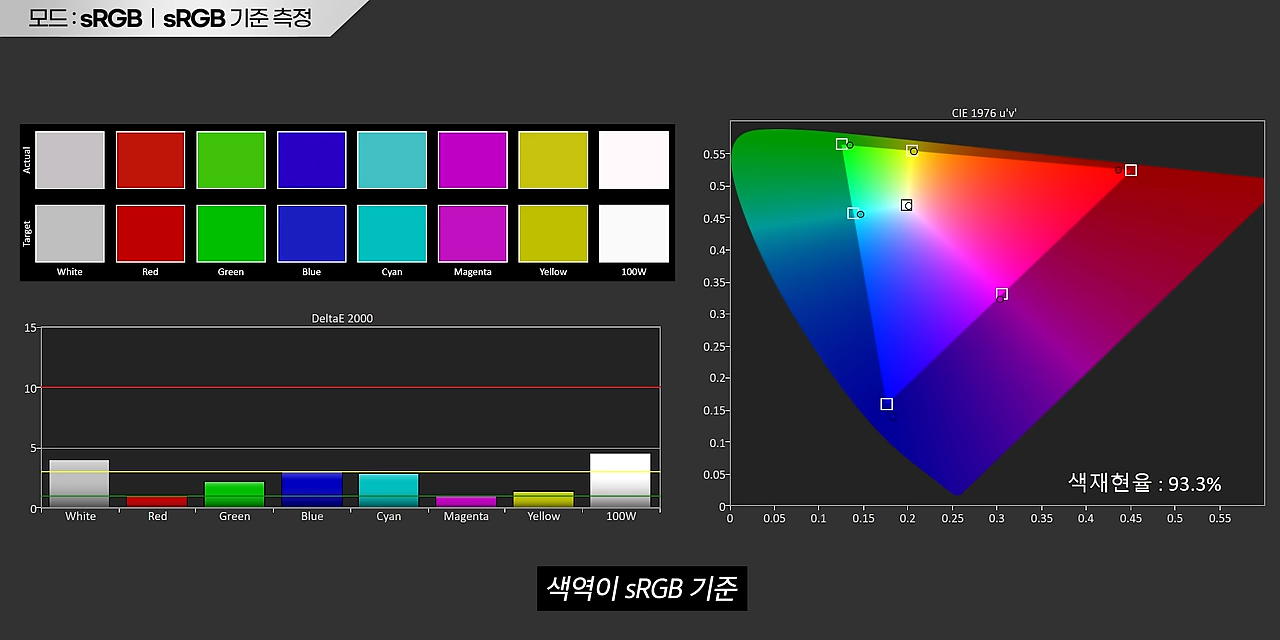 모드 : sRGB | sRGB 기준 측정
Actual
Target
White Red Green Blue Cyan Magenta Yellow 100W
DeltaE 2000
15
10
5
0
White Red Green Blue Cyan Magenta Yellow 100W
CIE 1976 u'v'
0.55
0.5
0.45
0.4
0.35
0.3
0.25
0.2
0.15
0.1
0.05
0
0 0.05 0.1 0.15 0.2 0.25 0.3 0.35 0.4 0.45 0.5 0.55
색재현율 : 93.3%
색역이 sRGB 기준